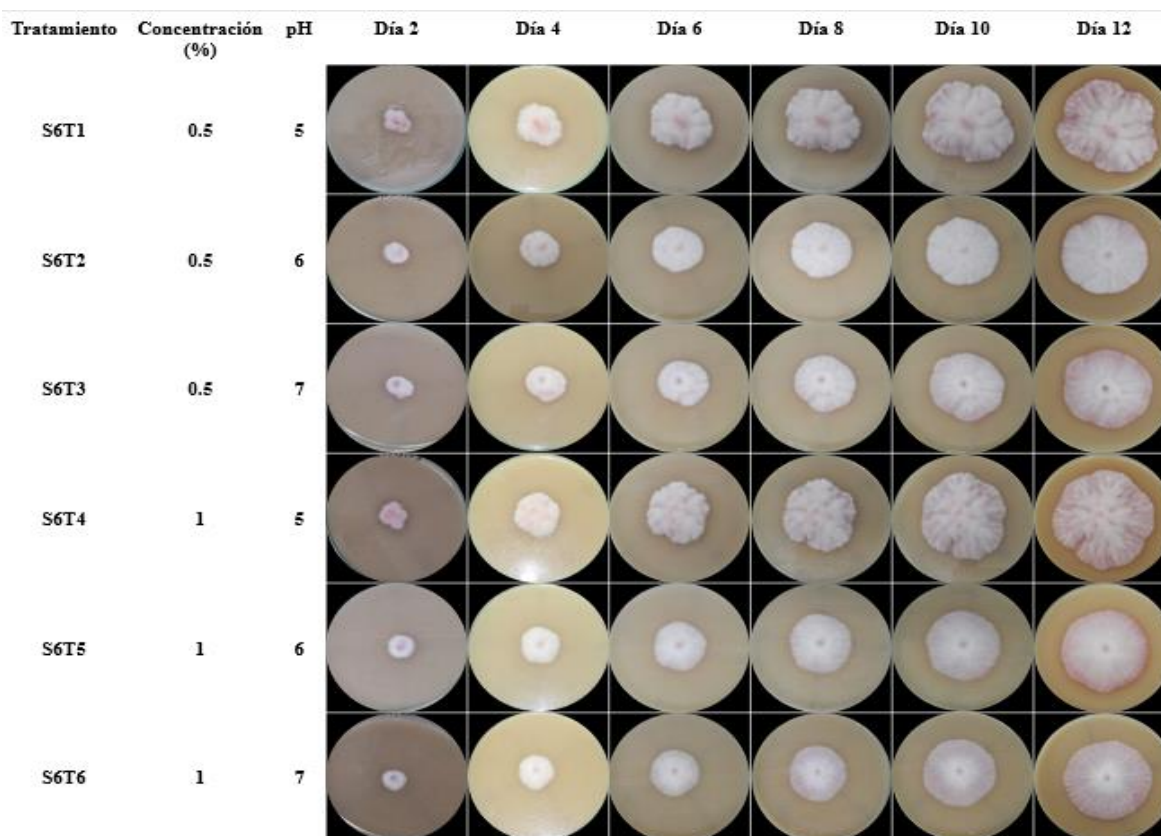 Tratamiento Concentración (%) pH Día 2 Día 4 Día 6 Día 8 Día 10 Día 12
S6T1 0.5 5
S6T2 0.5 6
S6T3 0.5 7
S6T4 1 5
S6T5 1 6
S6T6 1 7